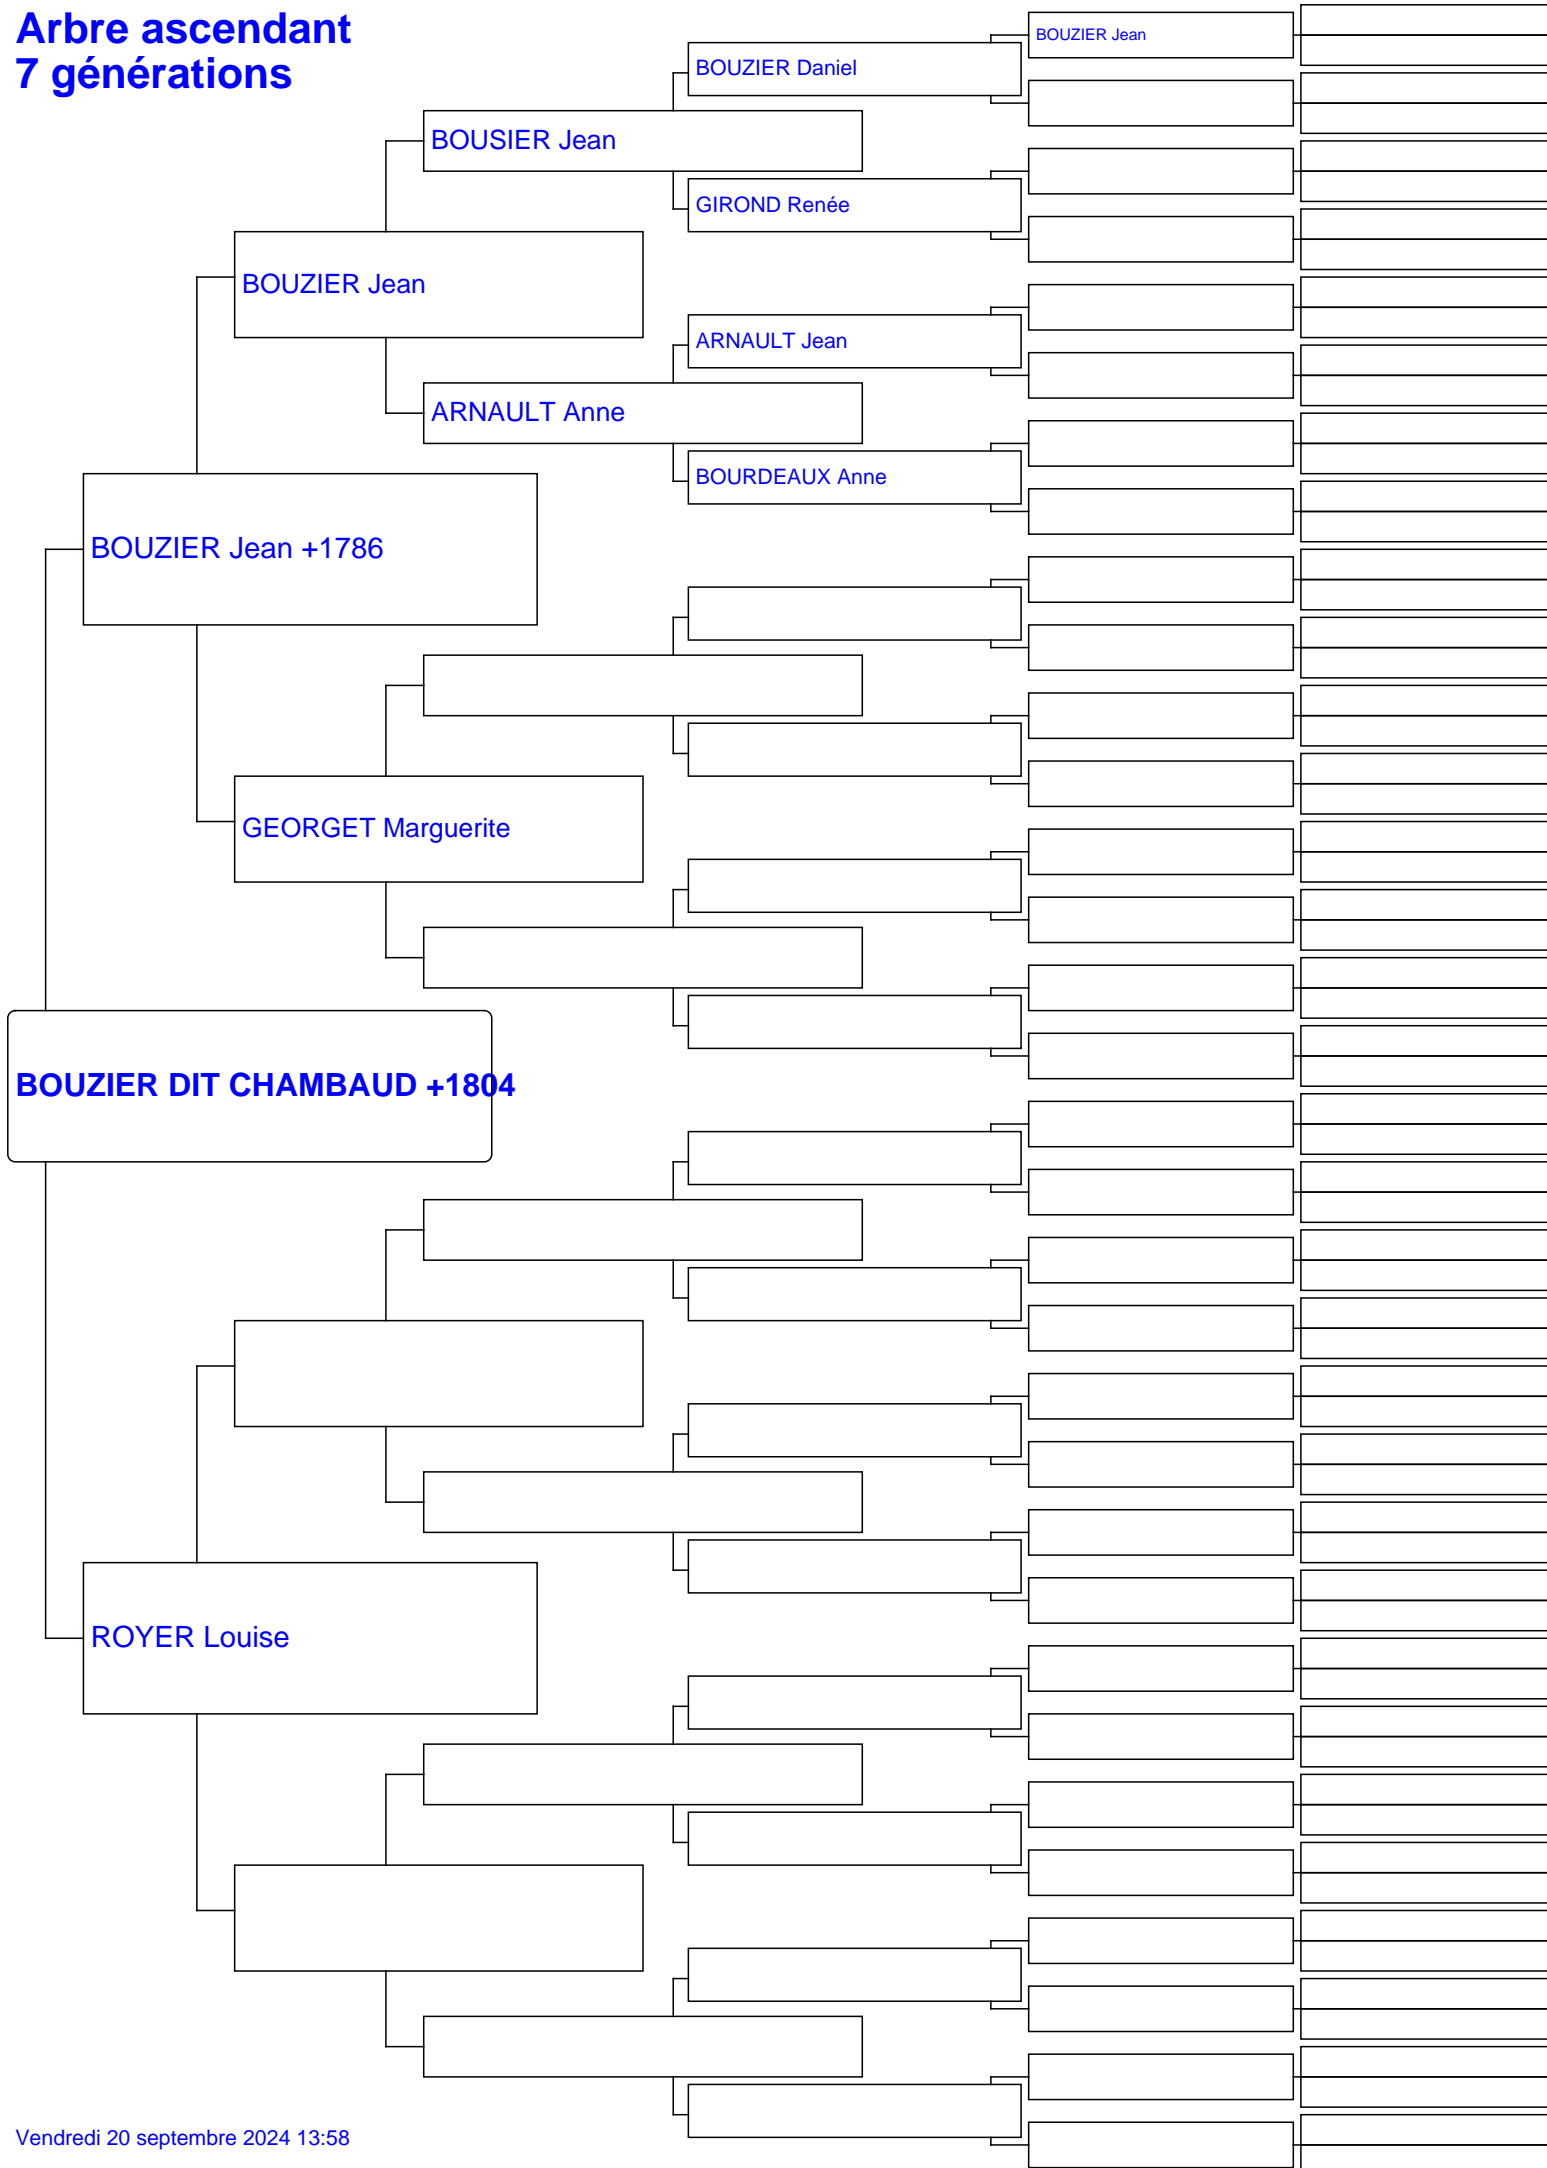 Arbre ascendant
7 générations
BOUZIER Jean
BOUZIER Daniel
BOUSIER Jean
GIROND Renée
BOUZIER Jean
ARNAULT Jean
ARNAULT Anne
BOURDEAUX Anne
BOUZIER Jean +1786
GEORGET Marguerite
BOUZIER DIT CHAMBAUD +1804
ROYER Louise
Vendredi 20 septembre 2024 13:58